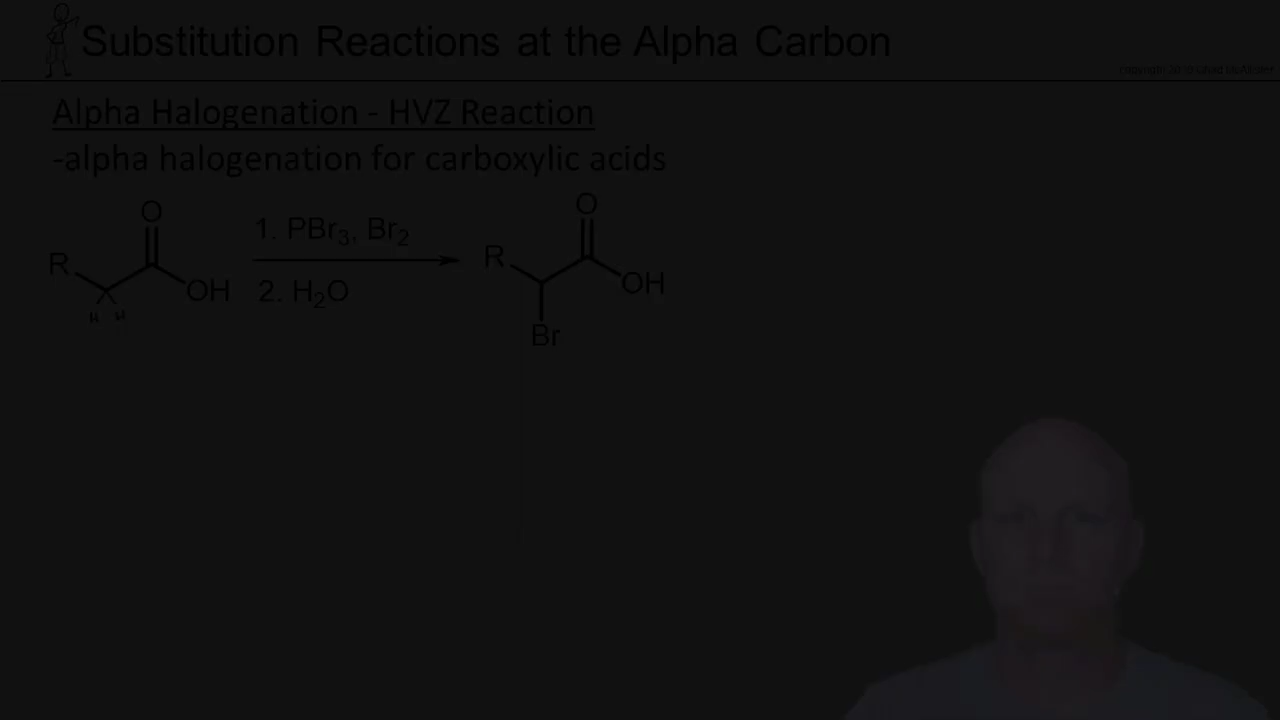 Substitution Reactions at the Alpha Carbon
Alpha Halogenation - HVZ Reaction
-alpha halogenation for carboxylic acids
O
R
OH
H H
1. PBr3, Br2
2. H2O
O
R
OH
Br